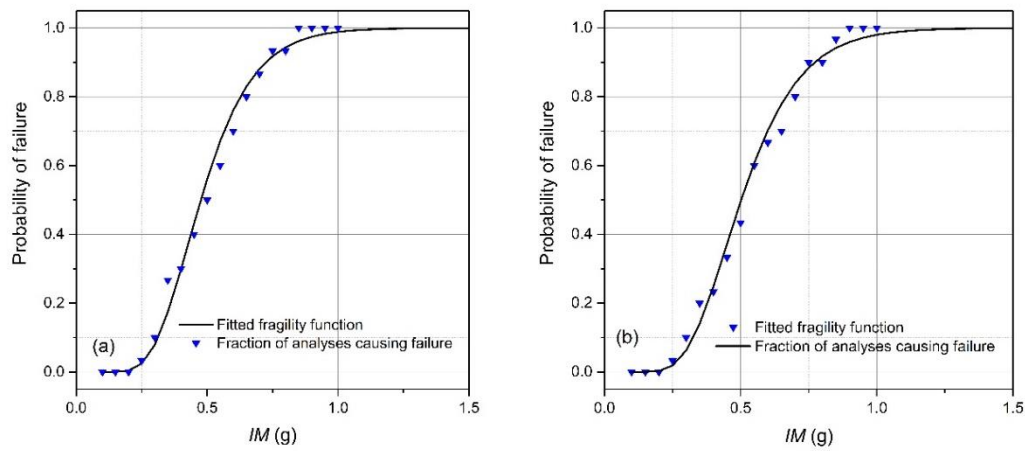 1.0
0.8
0.6
0.4
0.2
0.0
Probability of failure
Fitted fragility function
Fraction of analyses causing failure
(a)
0.0 0.5 1.0 1.5
IM (g)
1.0
0.8
0.6
0.4
0.2
0.0
Probability of failure
Fitted fragility function
Fraction of analyses causing failure
(b)
0.0 0.5 1.0 1.5
IM (g)